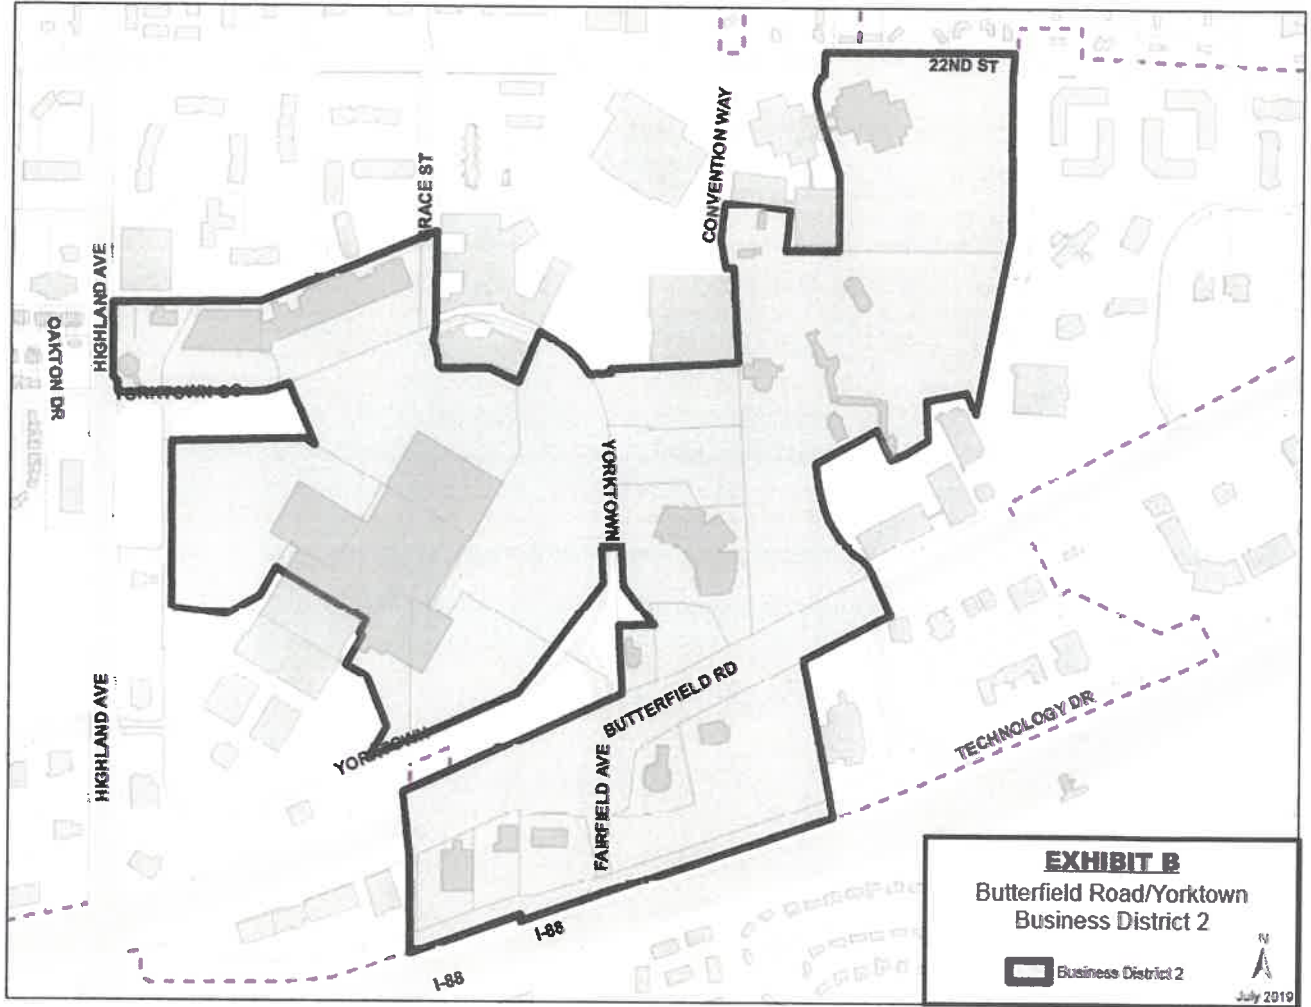 22ND ST
CONVENTION WAY
GRACE ST
HIGHLAND AVE
OAKTON DR
YORKTOWN
HIGHLAND AVE
YORKTOWN
BUTTERFIELD RD
FAIRFIELD AVE
TECHNOLOGY DR
I-88
I-88
EXHIBIT B
Butterfield Road/Yorktown
Business District 2
Business District 2
N
July 2019